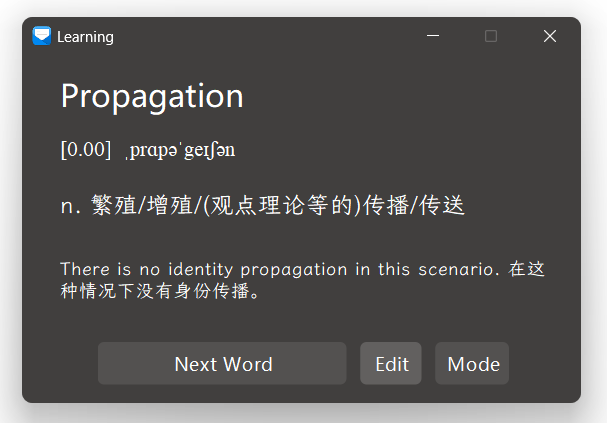 Learning
Propagation
[0.00] ˌprɑpəˈɡeɪʃən
n. 繁殖/增殖/(观点理论等的)传播/传送
There is no identity propagation in this scenario. 在这
种情况下没有身份传播。
Next Word Edit Mode